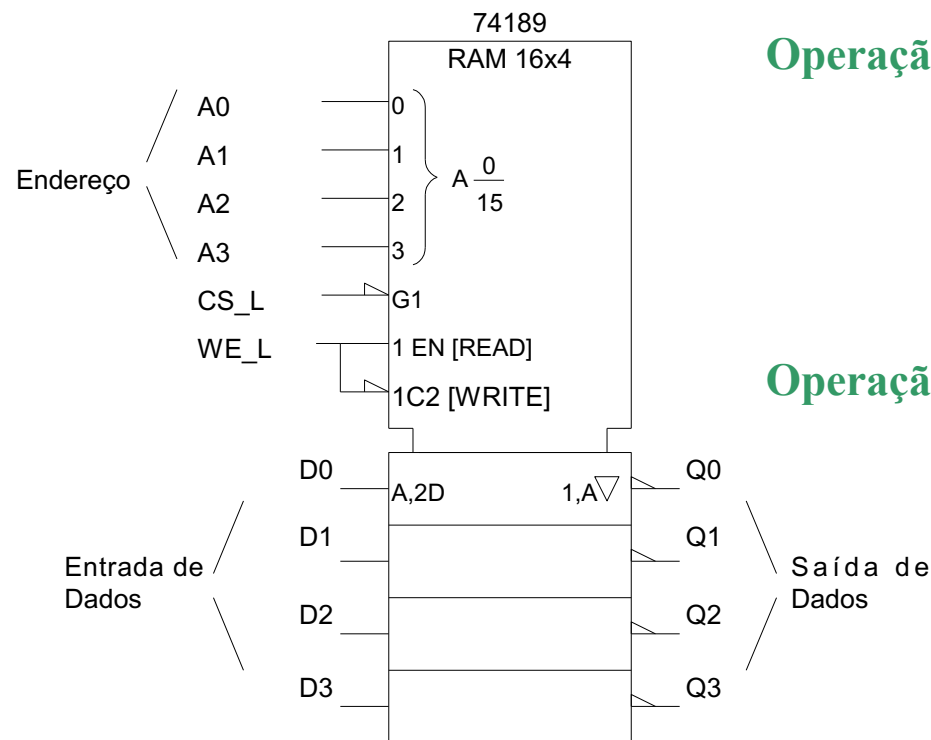 74189
RAM 16x4
Operaçã
A0
0
A1
1
Endereço
A 0
15
A2
2
A3
3
CS_L
G1
WE_L
1 EN [READ]
Operaçã
1C2 [WRITE]
D0
A,2D
1,A
Q0
D1
Q1
Entrada de
Dados
Saída de
Dados
D2
Q2
D3
Q3